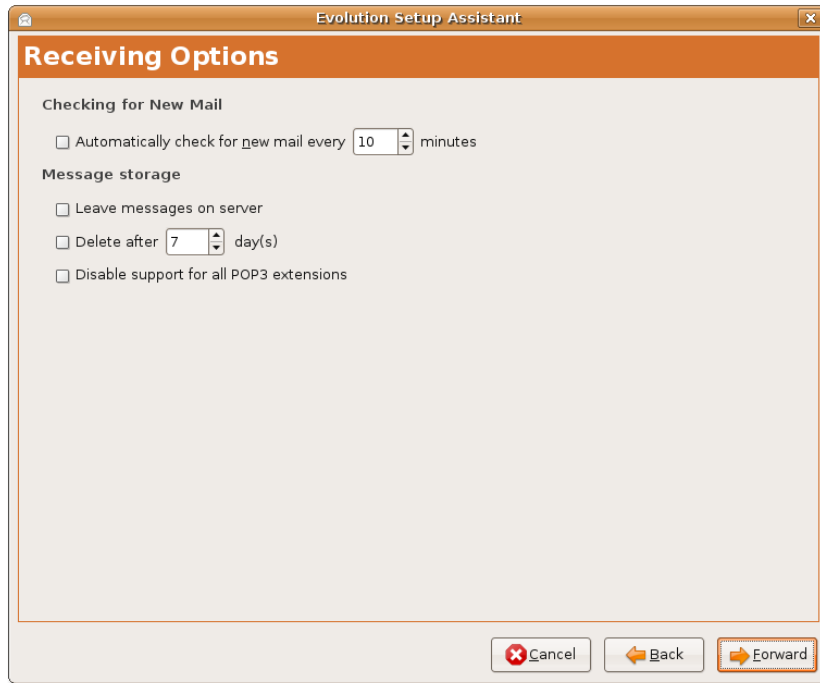 Evolution Setup Assistant
Receiving Options
Checking for New Mail
Automatically check for new mail every 10 minutes
Message storage
Leave messages on server
Delete after 7 day(s)
Disable support for all POP3 extensions
Cancel Back Forward